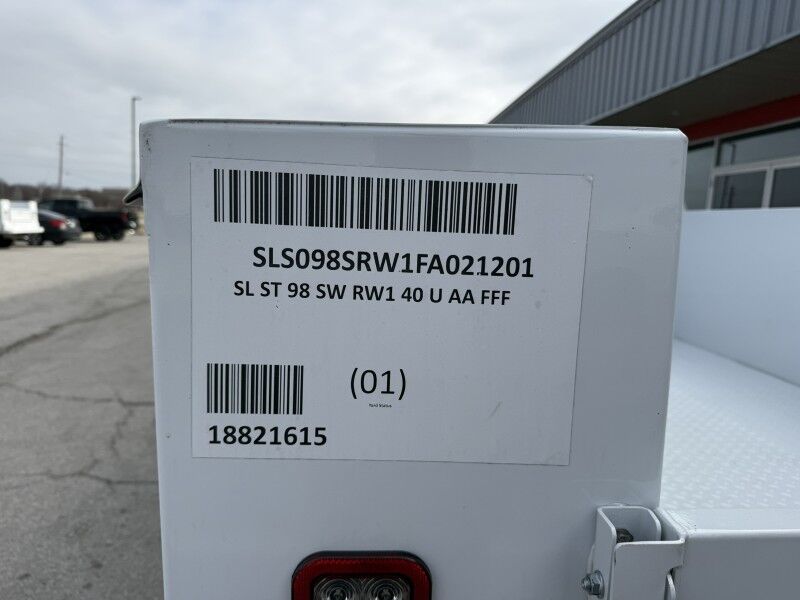 SLS098SRW1FA021201
SL ST 98 SW RW1 40 U AA FFF
(01)
18821615